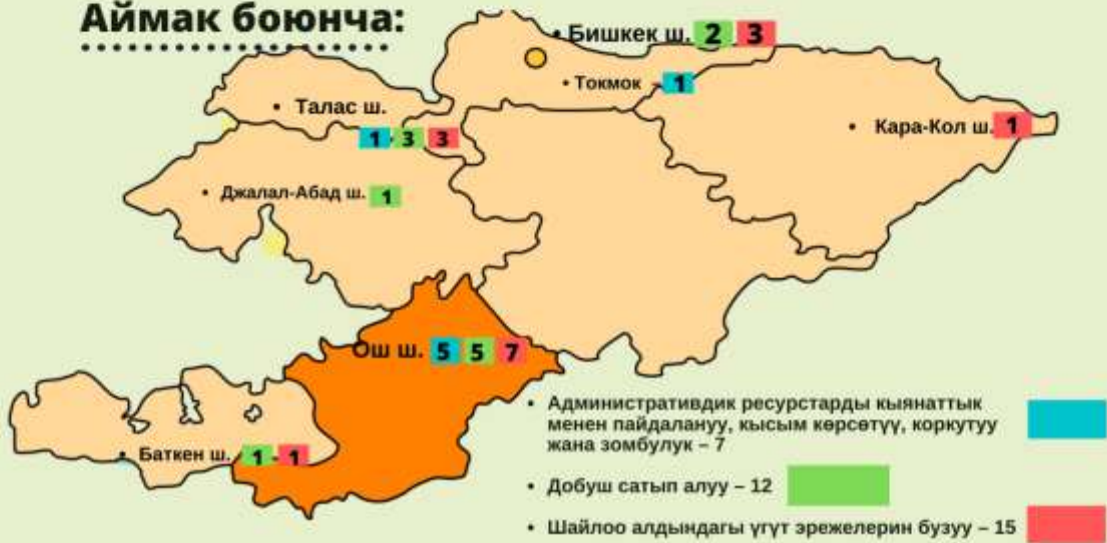 Аймак боюнча:
• Бишкек ш. 2 3
• Токмок - 1
• Талас ш.
1 - 3 3
• Кара-Кол ш. 1
• Джалал-Абад ш. 1
Ош ш. 5 5 7
• Баткен ш. 1 - 1
• Административдик ресурстарды кыянаттык
менен пайдалануу, кысым көрсөтүү, коркутуу
жана зомбулук – 7
• Добуш сатып алуу – 12
• Шайлоо алдындагы үгүт эрежелерин бузуу – 15